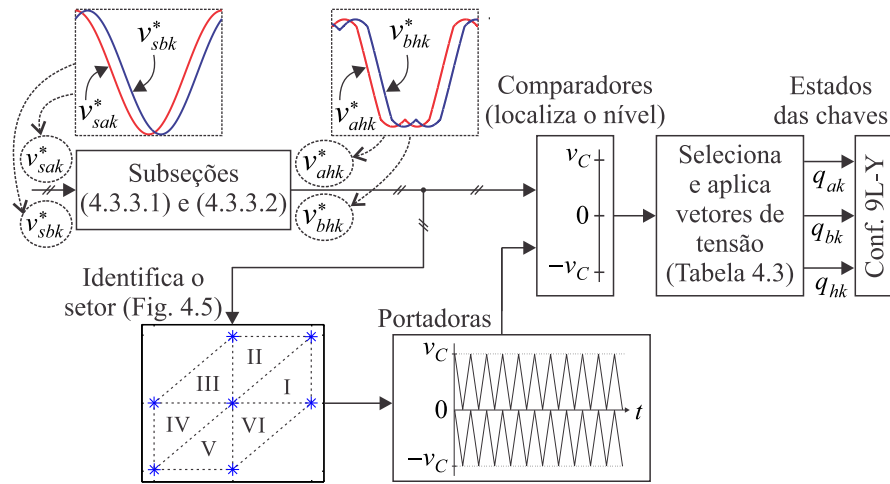 v*sbk
v*sak
v*bhk
v*ahk
Comparadores
(localiza o nível)
Estados
das chaves
v*sak
v*sbk
Subseções
(4.3.3.1) e (4.3.3.2)
v*ahk
v*bhk
vC
0
−vC
Seleciona
e aplica
vetores de
tensão
(Tabela 4.3)
qak
qbk
qhk
Conf. 9L-Y
Identifica o
setor (Fig. 4.5)
II
III
I
IV
VI
V
Portadoras
vC
0
−vC
t